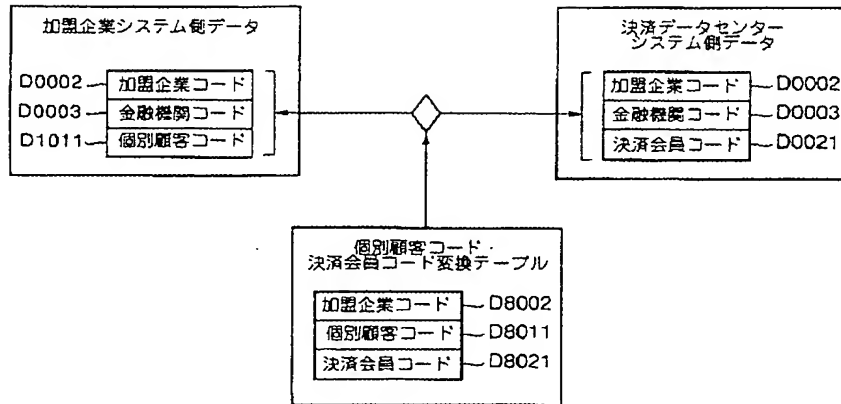 加盟企業システム側データ
D0002 加盟企業コード
D0003 金融機関コード
D1011 個別顧客コード
決済データセンター
システム側データ
加盟企業コード D0002
金融機関コード D0003
決済会員コード D0021
個別顧客コード・
決済会員コード変換テーブル
加盟企業コード D8002
個別顧客コード D8011
決済会員コード D8021